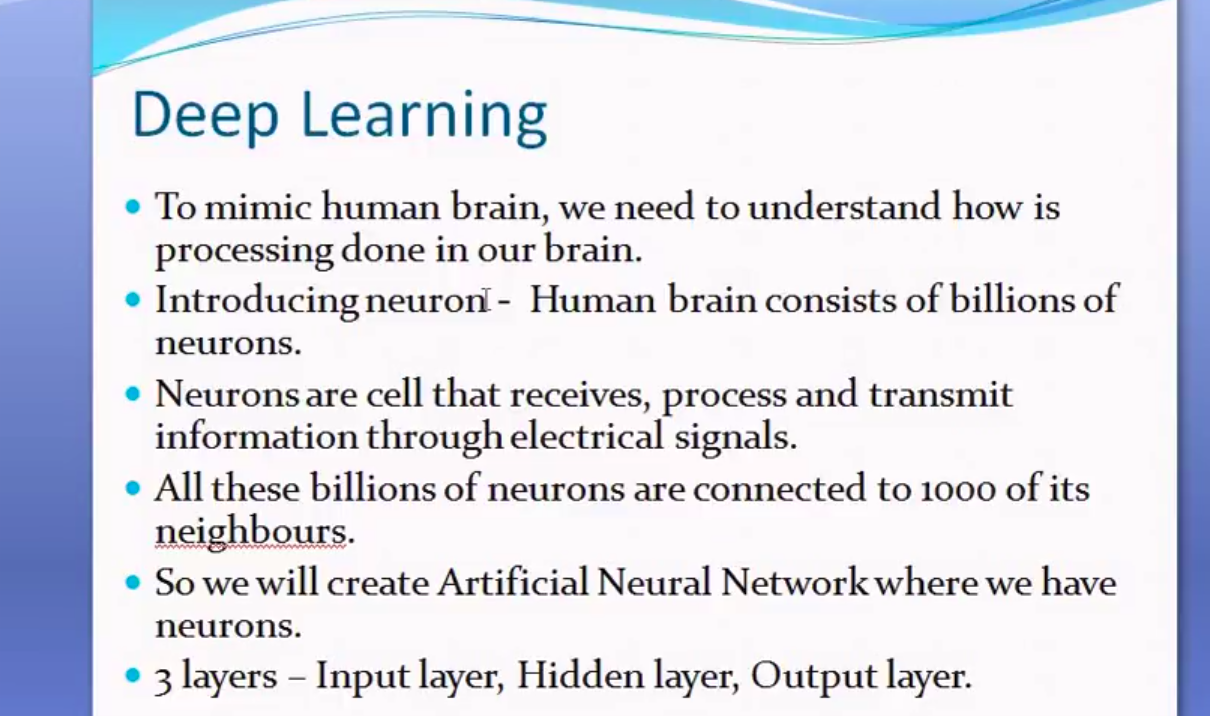 Deep Learning
• To mimic human brain, we need to understand how is
processing done in our brain.
• Introducing neuron - Human brain consists of billions of
neurons.
• Neurons are cell that receives, process and transmit
information through electrical signals.
• All these billions of neurons are connected to 1000 of its
neighbours.
• So we will create Artificial Neural Network where we have
neurons.
• 3 layers – Input layer, Hidden layer, Output layer.